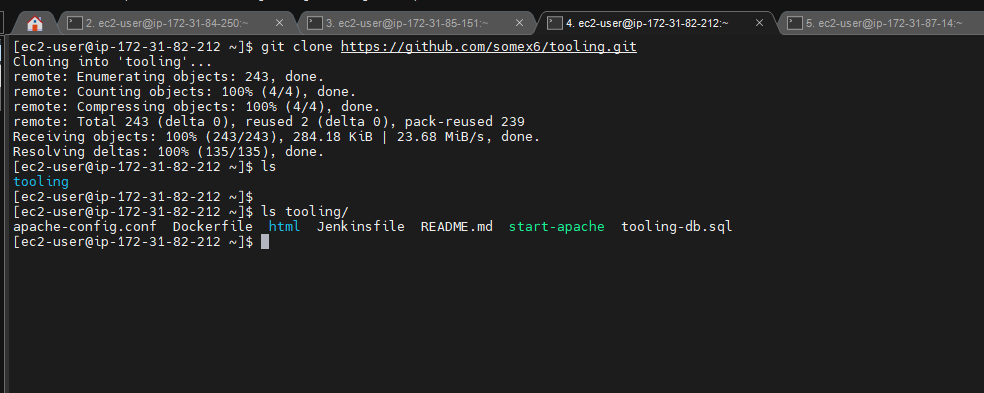 2. ec2-user@ip-172-31-84-250:~
3. ec2-user@ip-172-31-85-151:~
4. ec2-user@ip-172-31-82-212:~
5. ec2-user@ip-172-31-87-14:~
[ec2-user@ip-172-31-82-212 ~]$ git clone https://github.com/somex6/tooling.git
Cloning into 'tooling'...
remote: Enumerating objects: 243, done.
remote: Counting objects: 100% (4/4), done.
remote: Compressing objects: 100% (4/4), done.
remote: Total 243 (delta 0), reused 2 (delta 0), pack-reused 239
Receiving objects: 100% (243/243), 284.18 KiB | 23.68 MiB/s, done.
Resolving deltas: 100% (135/135), done.
[ec2-user@ip-172-31-82-212 ~]$ ls
tooling
[ec2-user@ip-172-31-82-212 ~]$
[ec2-user@ip-172-31-82-212 ~]$ ls tooling/
apache-config.conf  Dockerfile  html  Jenkinsfile  README.md  start-apache  tooling-db.sql
[ec2-user@ip-172-31-82-212 ~]$